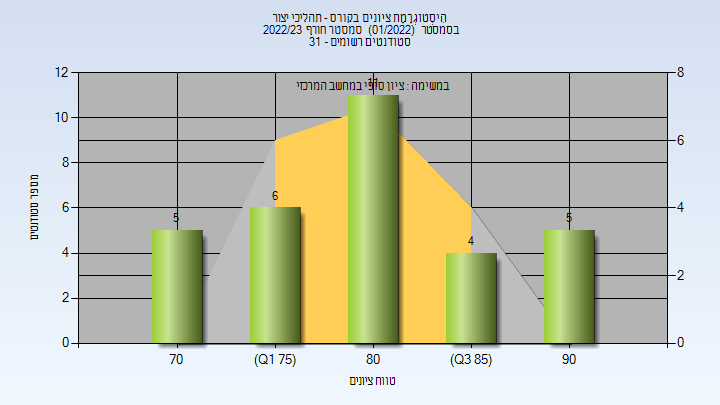 היסטוגרמת ציונים בקורס - תהליכי יצור
בסמסטר (01/2022) סמסטר חורף 2022/23
סטודנטים רשומים - 31
במשימה : ציון סופי במחשב המרכזי
12
10
8
6
4
2
0
8
6
4
2
0
מספר סטודנטים
5
6
11
4
5
70
(Q1 75)
80
(Q3 85)
90
טווח ציונים